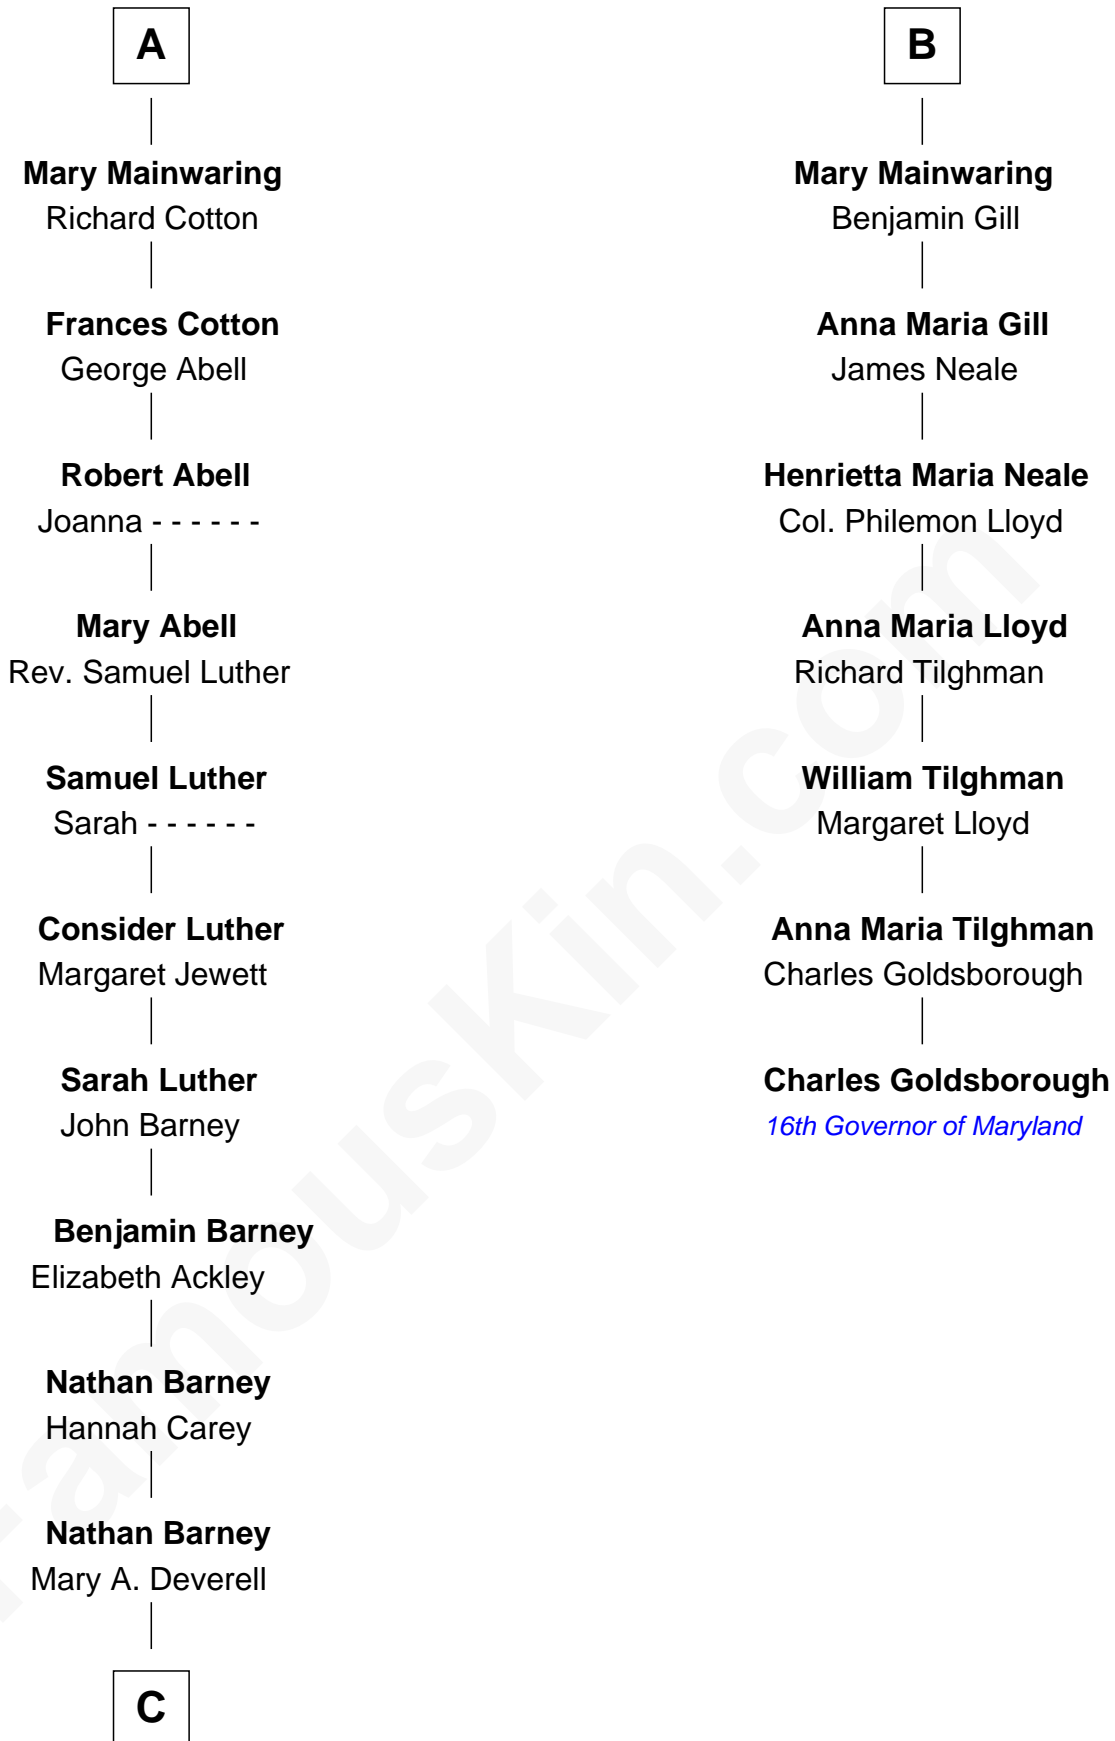 A
Mary Mainwaring
Richard Cotton
Frances Cotton
George Abell
Robert Abell
Joanna - - - - - -
Mary Abell
Rev. Samuel Luther
Samuel Luther
Sarah - - - - - -
Consider Luther
Margaret Jewett
Sarah Luther
John Barney
Benjamin Barney
Elizabeth Ackley
Nathan Barney
Hannah Carey
Nathan Barney
Mary A. Deverell
C
B
Mary Mainwaring
Benjamin Gill
Anna Maria Gill
James Neale
Henrietta Maria Neale
Col. Philemon Lloyd
Anna Maria Lloyd
Richard Tilghman
William Tilghman
Margaret Lloyd
Anna Maria Tilghman
Charles Goldsborough
Charles Goldsborough
16th Governor of Maryland
FamousKin.com